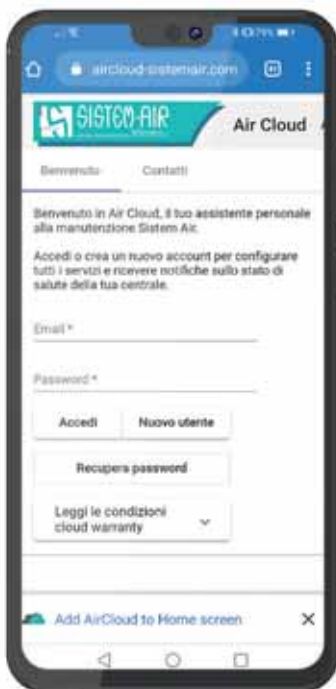 aircloud-sistemair.com
SISTEM-AIR
Air Cloud
Benvenuto Contatti
Benvenuto in Air Cloud, il tuo assistente personale
alla manutenzione Sistem Air.
Accedi o crea un nuovo account per configurare
tutti i servizi e ricevere notifiche sullo stato di
salute della tua centrale.
Email *
Password *
Accedi Nuovo utente
Recupera password
Leggi le condizioni
cloud warranty
Add AirCloud to Home screen